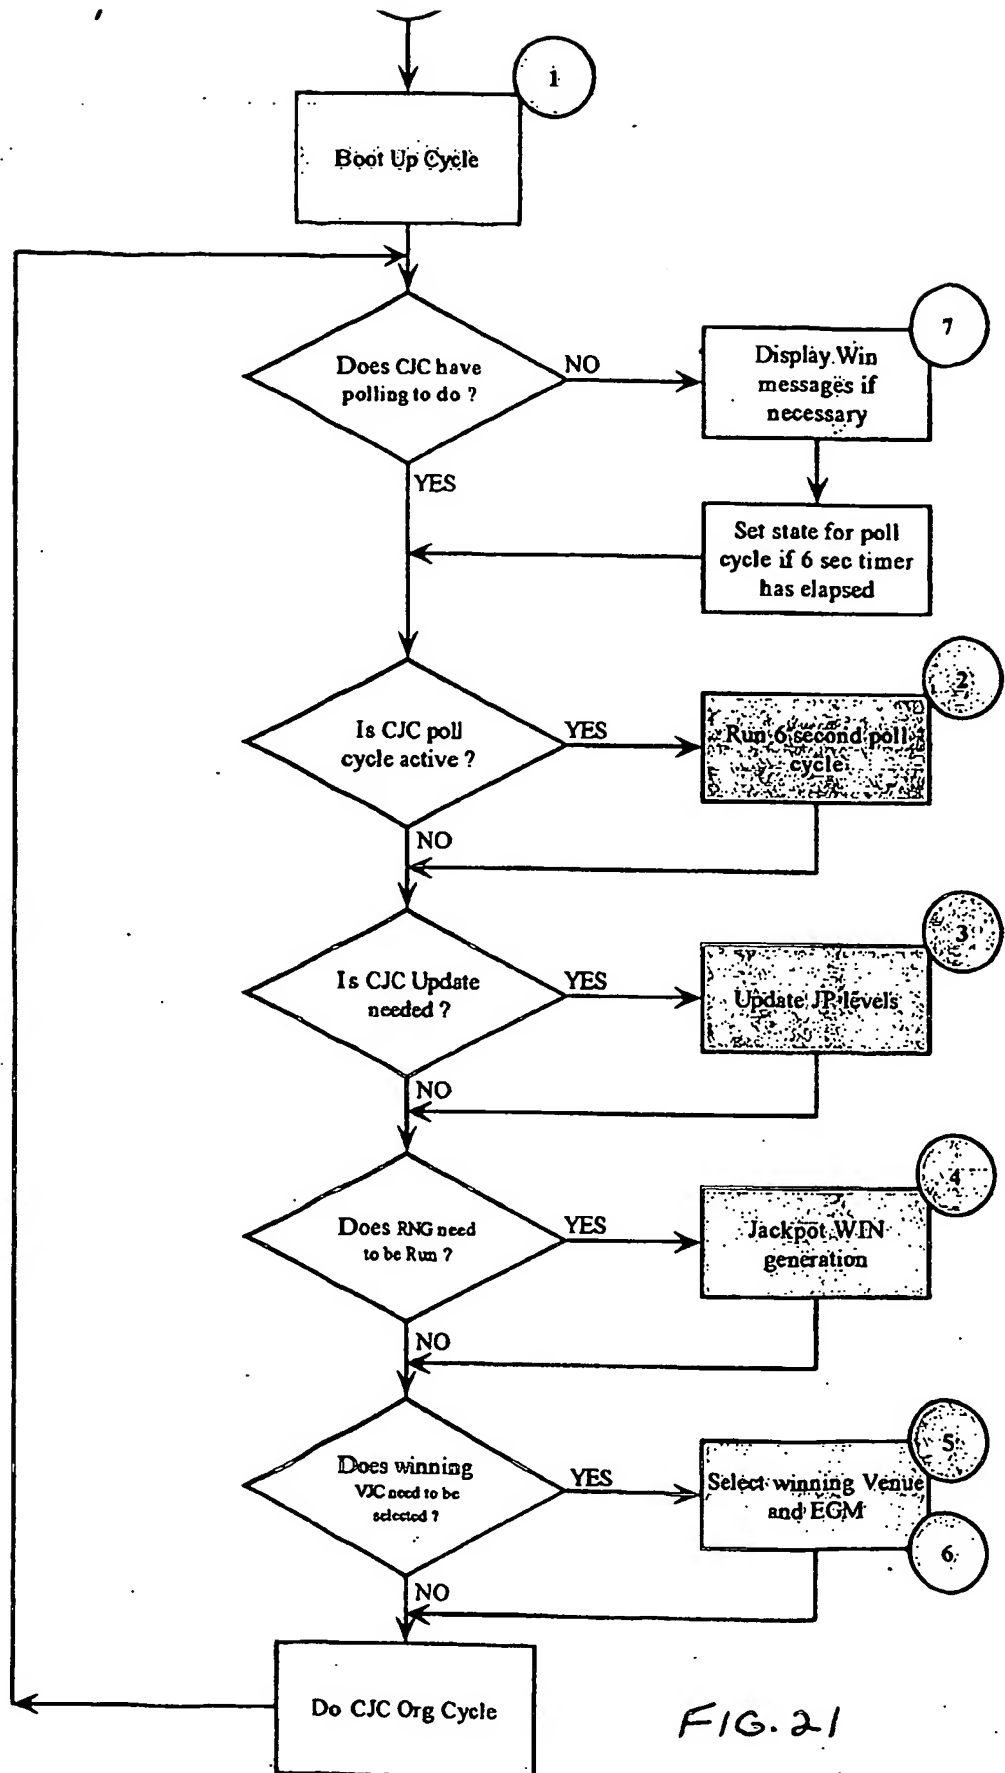 1
Boot Up Cycle
Does CJC have
polling to do ?
NO
7
Display Win
messages if
necessary
YES
Set state for poll
cycle if 6 sec timer
has elapsed
2
Is CJC poll
cycle active ?
YES
Run 6 second poll
cycle
NO
3
Is CJC Update
needed ?
YES
Update JP levels
NO
4
Does RNG need
to be Run ?
YES
Jackpot WIN
generation
NO
5
Does winning
VJC need to be
selected ?
YES
Select winning Venue
and EGM
6
NO
Do CJC Org Cycle
FIG. 21